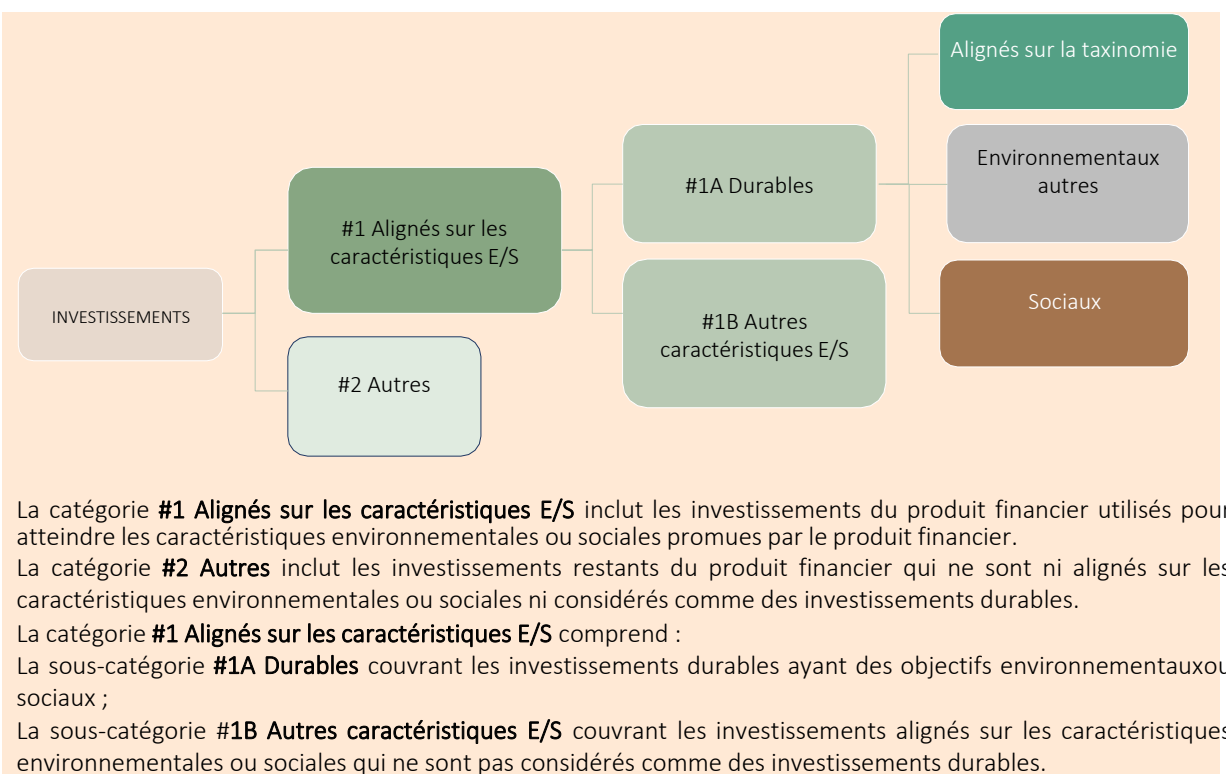 Alignés sur la taxinomie
Environnementaux
autres
#1A Durables
#1 Alignés sur les
caractéristiques E/S
Sociaux
INVESTISSEMENTS
#1B Autres
caractéristiques E/S
#2 Autres
La catégorie #1 Alignés sur les caractéristiques E/S inclut les investissements du produit financier utilisés pour
atteindre les caractéristiques environnementales ou sociales promues par le produit financier.
La catégorie #2 Autres inclut les investissements restants du produit financier qui ne sont ni alignés sur les
caractéristiques environnementales ou sociales ni considérés comme des investissements durables.
La catégorie #1 Alignés sur les caractéristiques E/S comprend :
La sous-catégorie #1A Durables couvrant les investissements durables ayant des objectifs environnementauxou
sociaux ;
La sous-catégorie #1B Autres caractéristiques E/S couvrant les investissements alignés sur les caractéristiques
environnementales ou sociales qui ne sont pas considérés comme des investissements durables.